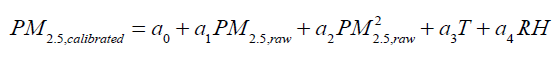 PM₂.₅,calibrated = a₀ + a₁PM₂.₅,raw + a₂PM²₂.₅,raw + a₃T + a₄RH